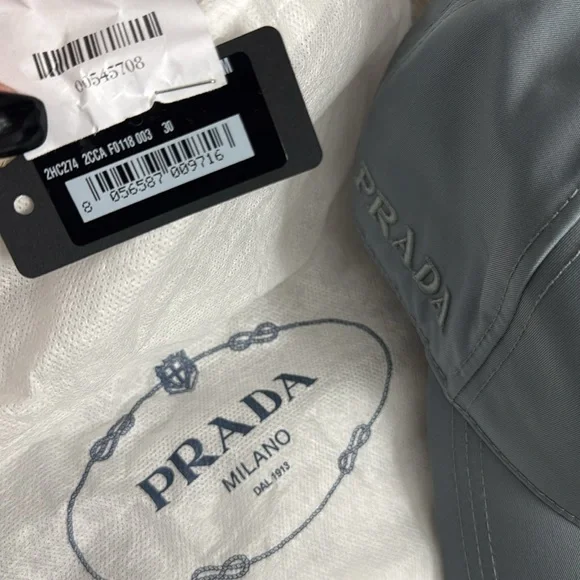 00545708
2HC274 2CCA F0118 003 30
8 056587 009716
PRADA
PRADA
MILANO
DAL 1913